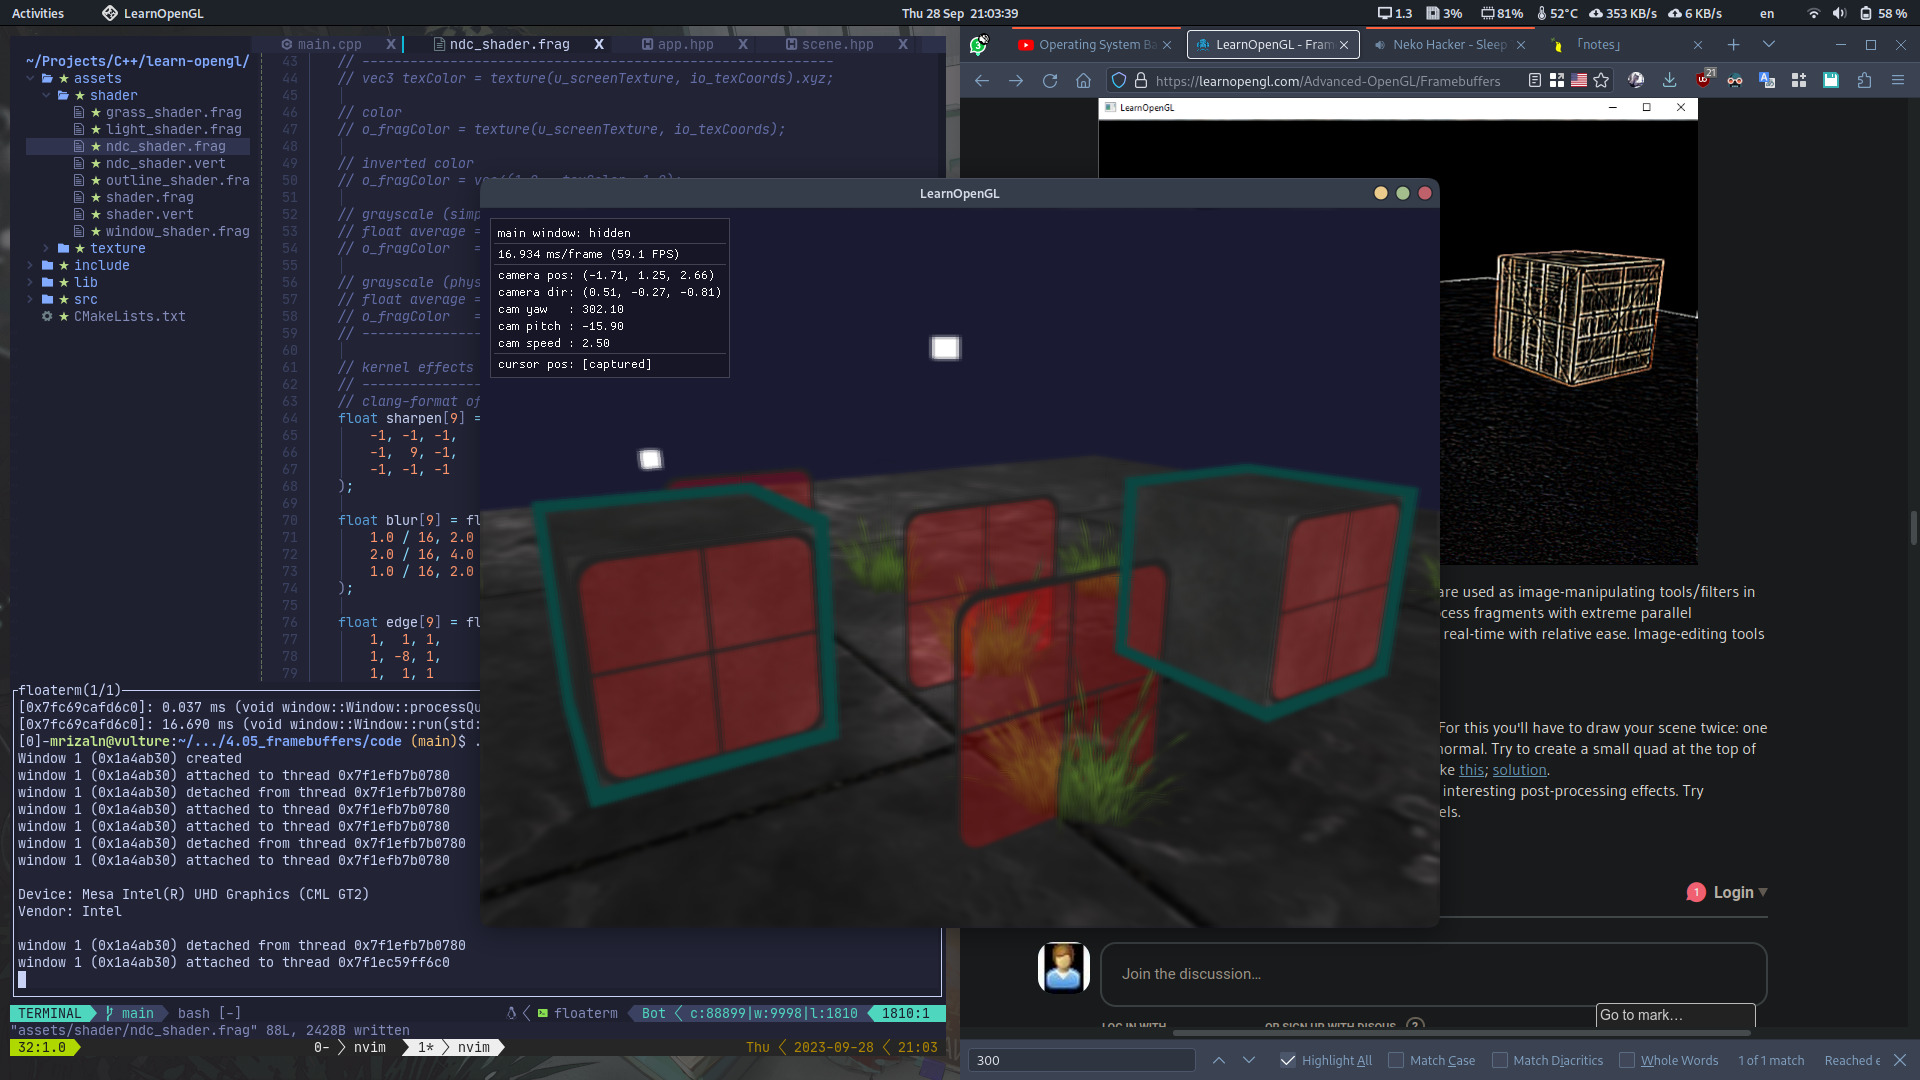 Activities
LearnOpenGL
Thu 28 Sep 21:03:39
1.3
3%
81%
52°C
353 KB/s
6 KB/s
en
58 %
~/Projects/C++/learn-opengl/
assets
shader
grass_shader.frag
light_shader.frag
ndc_shader.frag
ndc_shader.vert
outline_shader.fra
shader.frag
shader.vert
window_shader.frag
texture
include
lib
src
CMakeLists.txt
main.cpp X
ndc_shader.frag X
app.hpp X
scene.hpp X
43 // -----------------------------------------------------------
44 // vec3 texColor = texture(u_screenTexture, io_texCoords).xyz;
45
46 // color
47 // o_fragColor = texture(u_screenTexture, io_texCoords);
48
49 // inverted color
50
51
52 // grayscale (simp
53 // float average =
54 // o_fragColor =
55
56 // grayscale (phys
57 // float average =
58 // o_fragColor =
59 // ---------------
60
61 // kernel effects
62 // ---------------
63 // clang-format of
64 float sharpen[9] =
65 -1, -1, -1,
66 -1, 9, -1,
67 -1, -1, -1
68 );
69
70 float blur[9] = fl
71 1.0 / 16, 2.0
72 2.0 / 16, 4.0
73 1.0 / 16, 2.0
74 );
75
76 float edge[9] = fl
77 1, 1, 1,
78 1, -8, 1,
79 1, 1, 1
floaterm(1/1)
[0x7fc69cafd6c0]: 0.037 ms (void window::Window::processQu
[0x7fc69cafd6c0]: 16.690 ms (void window::Window::run(std:
[0]-mrizaln@vulture:~/.../4.05_framebuffers/code (main)$ .
Window 1 (0x1a4ab30) created
window 1 (0x1a4ab30) attached to thread 0x7f1efb7b0780
window 1 (0x1a4ab30) detached from thread 0x7f1efb7b0780
window 1 (0x1a4ab30) attached to thread 0x7f1efb7b0780
window 1 (0x1a4ab30) attached to thread 0x7f1efb7b0780
window 1 (0x1a4ab30) detached from thread 0x7f1efb7b0780
window 1 (0x1a4ab30) attached to thread 0x7f1efb7b0780
Device: Mesa Intel(R) UHD Graphics (CML GT2)
Vendor: Intel
window 1 (0x1a4ab30) detached from thread 0x7f1efb7b0780
window 1 (0x1a4ab30) attached to thread 0x7f1ec59ff6c0
TERMINAL main bash [-]
floaterm Bot c:88899|w:9998|l:1810 1810:1
"assets/shader/ndc_shader.frag" 88L, 2428B written
32:1.0
0- nvim 1* nvim
Thu 2023-09-28 21:03
LearnOpenGL
main window: hidden
16.934 ms/frame (59.1 FPS)
camera pos: (-1.71, 1.25, 2.66)
camera dir: (0.51, -0.27, -0.81)
cam yaw : 302.10
cam pitch : -15.90
cam speed : 2.50
cursor pos: [captured]
3
Operating System Ba
LearnOpenGL - Fram
Neko Hacker - Sleep
「notes」
https://learnopengl.com/Advanced-OpenGL/Framebuffers
21
LearnOpenGL
are used as image-manipulating tools/filters in
cess fragments with extreme parallel
real-time with relative ease. Image-editing tools
For this you'll have to draw your scene twice: one
normal. Try to create a small quad at the top of
ke this; solution.
interesting post-processing effects. Try
els.
1 Login
Join the discussion...
LOG IN WITH
OR SIGN UP WITH DISQUS ?
Go to mark...
300
Highlight All
Match Case
Match Diacritics
Whole Words
1 of 1 match
Reached e